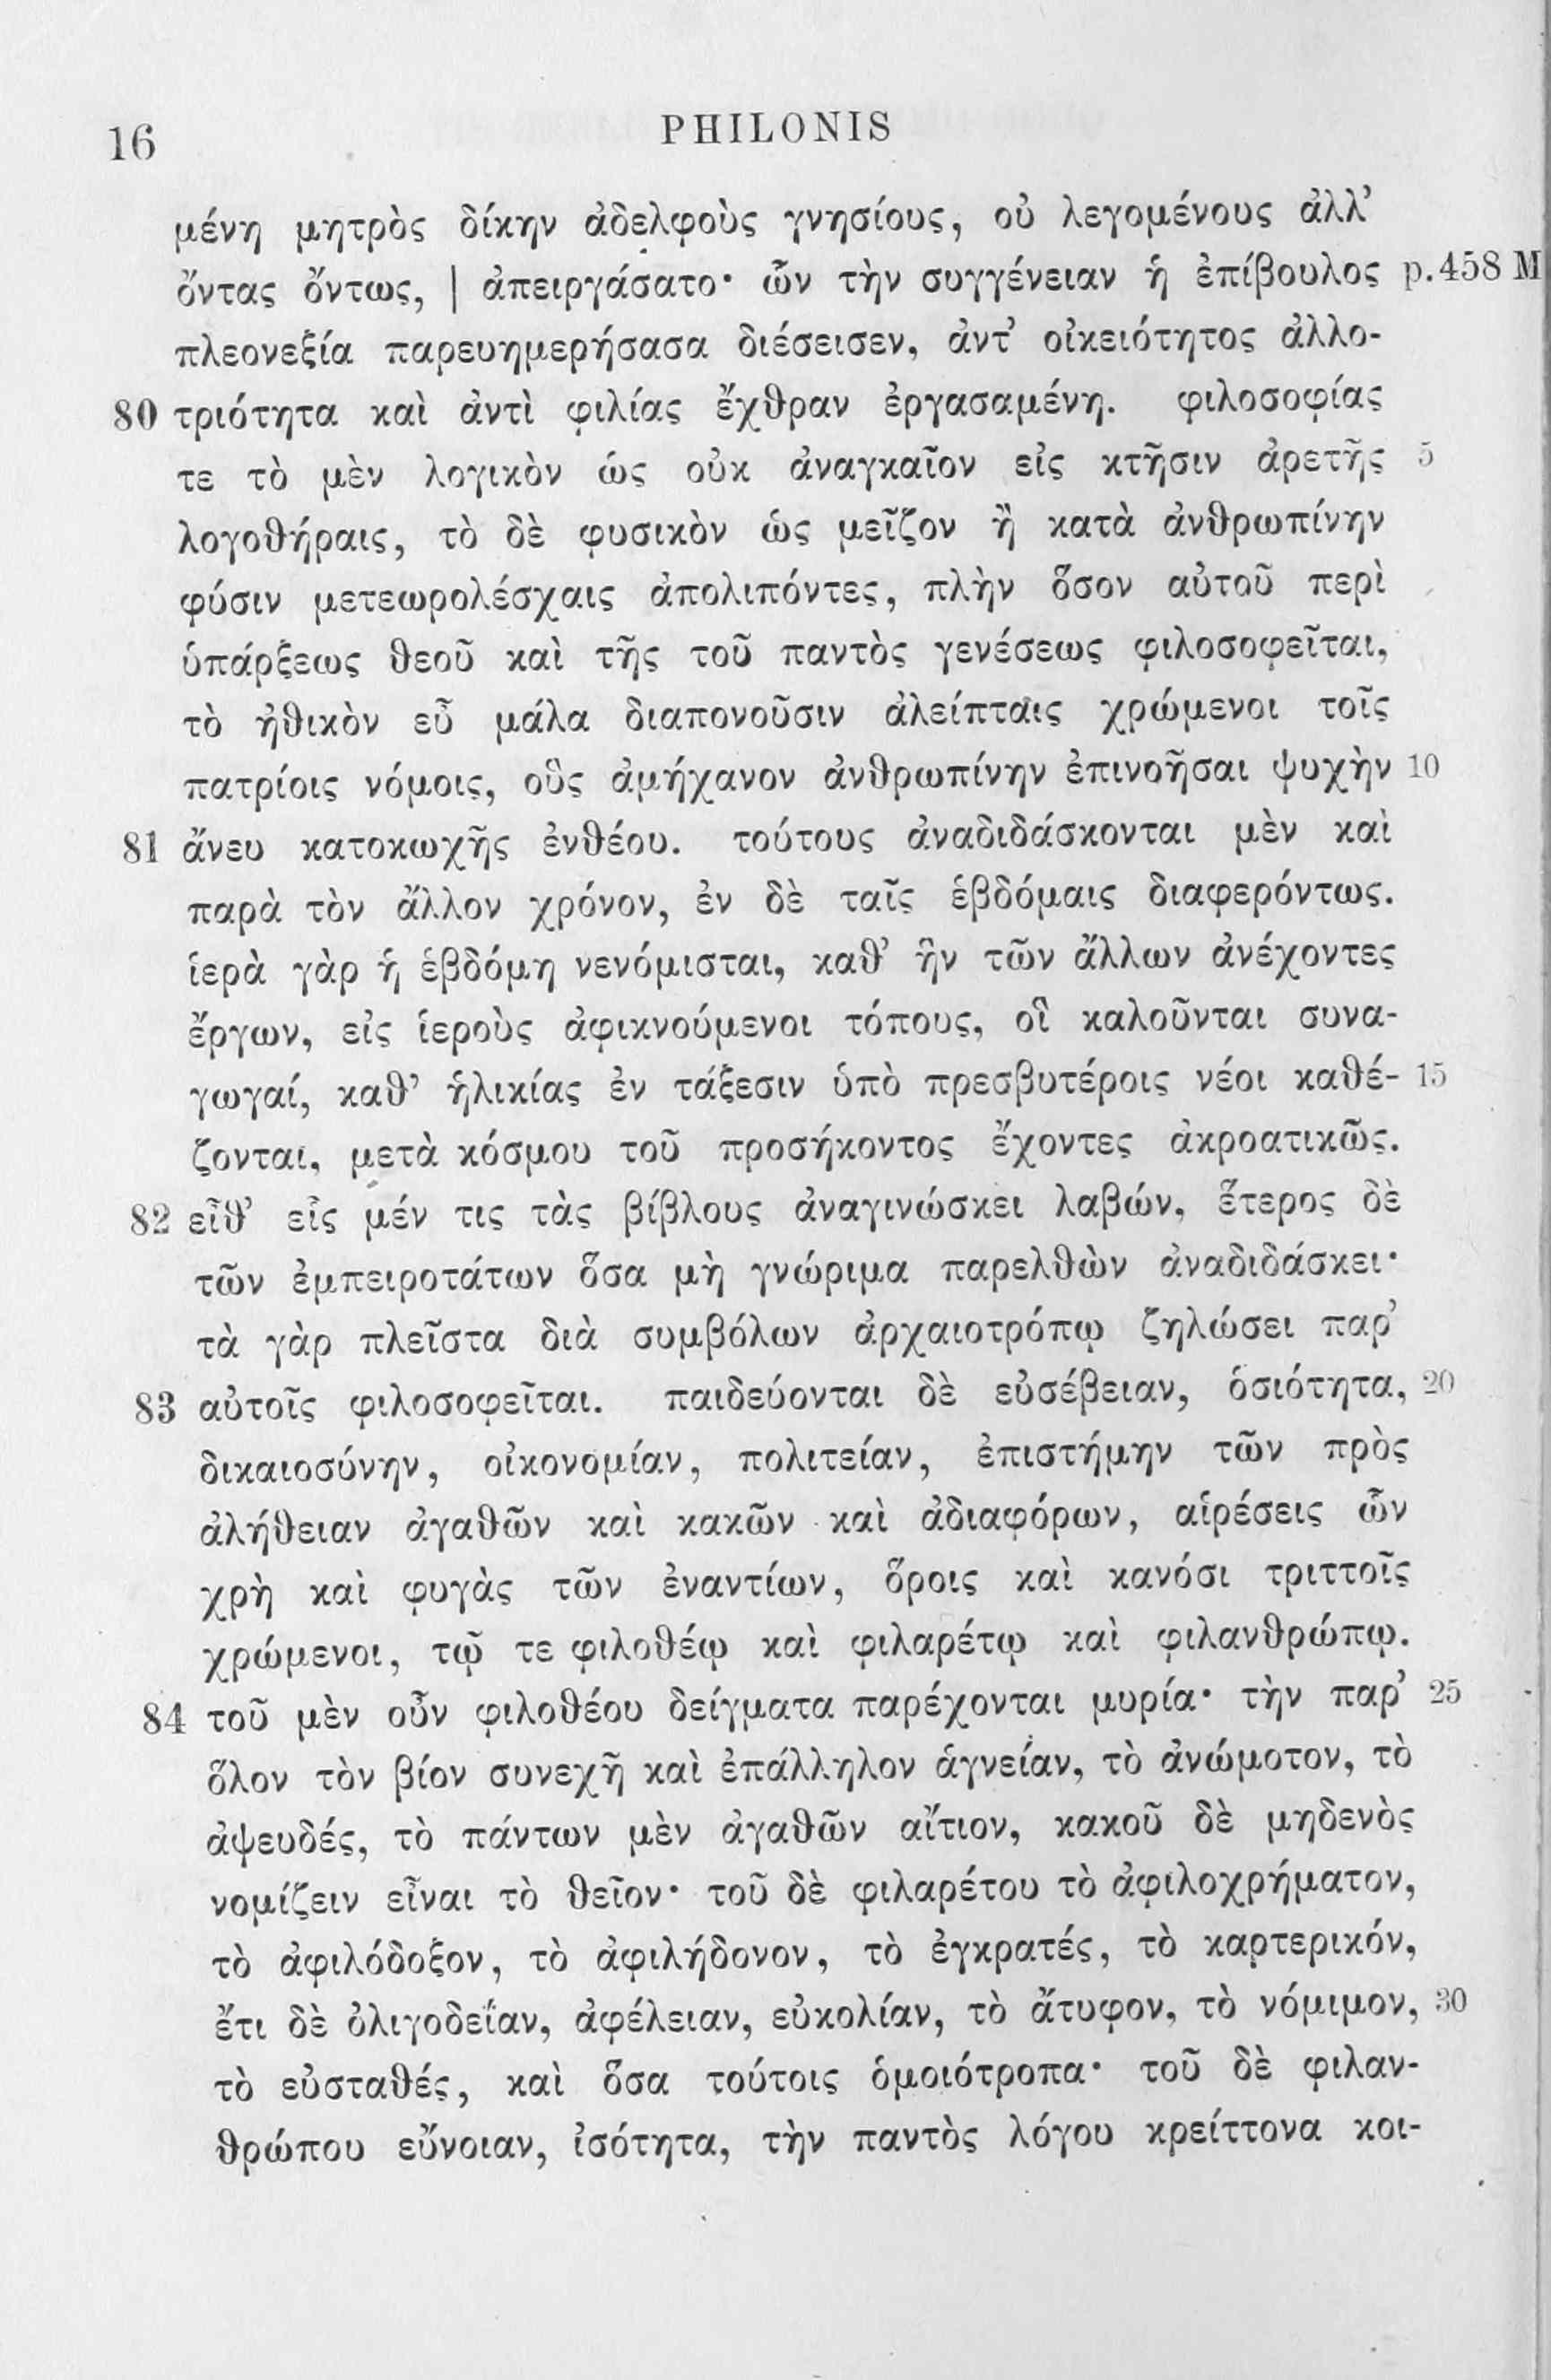 16
PHILONIS
μένη μητρὸς δίκην ἀδελφοὺς γνησίους, οὐ λεγομένους ἀλλ’
ὄντας ὄντως, | ἀπειργάσατο· ὧν τὴν συγγένειαν ἡ ἐπίβουλος p.458 M
πλεονεξία παρευημερήσασα διέσεισεν, ἀντ’ οἰκειότητος ἀλλο-
80 τριότητα καὶ ἀντὶ φιλίας ἔχθραν ἐργασαμένη. φιλοσοφίας
τε τὸ μὲν λογικὸν ὡς οὐκ ἀναγκαῖον εἰς κτῆσιν ἀρετῆς 5
λογοθήραις, τὸ δὲ φυσικὸν ὡς μεῖζον ἢ κατὰ ἀνθρωπίνην
φύσιν μετεωρολέσχαις ἀπολιπόντες, πλὴν ὅσον αὐτοῦ περὶ
ὑπάρξεως θεοῦ καὶ τῆς τοῦ παντὸς γενέσεως φιλοσοφεῖται,
τὸ ἠθικὸν εὖ μάλα διαπονοῦσιν ἀλείπταις χρώμενοι τοῖς
πατρίοις νόμοις, οὓς ἀμήχανον ἀνθρωπίνην ἐπινοῆσαι ψυχὴν 10
81 ἄνευ κατοκωχῆς ἐνθέου. τούτους ἀναδιδάσκονται μὲν καὶ
παρὰ τὸν ἄλλον χρόνον, ἐν δὲ ταῖς ἑβδόμαις διαφερόντως.
ἱερὰ γὰρ ἡ ἑβδόμη νενόμισται, καθ’ ἣν τῶν ἄλλων ἀνέχοντες
ἔργων, εἰς ἱεροὺς ἀφικνούμενοι τόπους, οἳ καλοῦνται συνα-
γωγαί, καθ’ ἡλικίας ἐν τάξεσιν ὑπὸ πρεσβυτέροις νέοι καθέ- 15
ζονται, μετὰ κόσμου τοῦ προσήκοντος ἔχοντες ἀκροατικῶς.
82 εἶθ’ εἷς μέν τις τὰς βίβλους ἀναγινώσκει λαβών, ἕτερος δὲ
τῶν ἐμπειροτάτων ὅσα μὴ γνώριμα παρελθὼν ἀναδιδάσκει·
τὰ γὰρ πλεῖστα διὰ συμβόλων ἀρχαιοτρόπῳ ζηλώσει παρ’
83 αὐτοῖς φιλοσοφεῖται. παιδεύονται δὲ εὐσέβειαν, ὁσιότητα, 20
δικαιοσύνην, οἰκονομίαν, πολιτείαν, ἐπιστήμην τῶν πρὸς
ἀλήθειαν ἀγαθῶν καὶ κακῶν καὶ ἀδιαφόρων, αἱρέσεις ὧν
χρὴ καὶ φυγὰς τῶν ἐναντίων, ὅροις καὶ κανόσι τριττοῖς
χρώμενοι, τῷ τε φιλοθέῳ καὶ φιλαρέτῳ καὶ φιλανθρώπῳ.
84 τοῦ μὲν οὖν φιλοθέου δείγματα παρέχονται μυρία· τὴν παρ’ 25
ὅλον τὸν βίον συνεχῆ καὶ ἐπάλληλον ἁγνείαν, τὸ ἀνώμοτον, τὸ
ἀψευδές, τὸ πάντων μὲν ἀγαθῶν αἴτιον, κακοῦ δὲ μηδενὸς
νομίζειν εἶναι τὸ θεῖον· τοῦ δὲ φιλαρέτου τὸ ἀφιλοχρήματον,
τὸ ἀφιλόδοξον, τὸ ἀφιλήδονον, τὸ ἐγκρατές, τὸ καρτερικόν,
ἔτι δὲ ὀλιγοδεΐαν, ἀφέλειαν, εὐκολίαν, τὸ ἄτυφον, τὸ νόμιμον, 30
τὸ εὐσταθές, καὶ ὅσα τούτοις ὁμοιότροπα· τοῦ δὲ φιλαν-
θρώπου εὔνοιαν, ἰσότητα, τὴν παντὸς λόγου κρείττονα κοι-